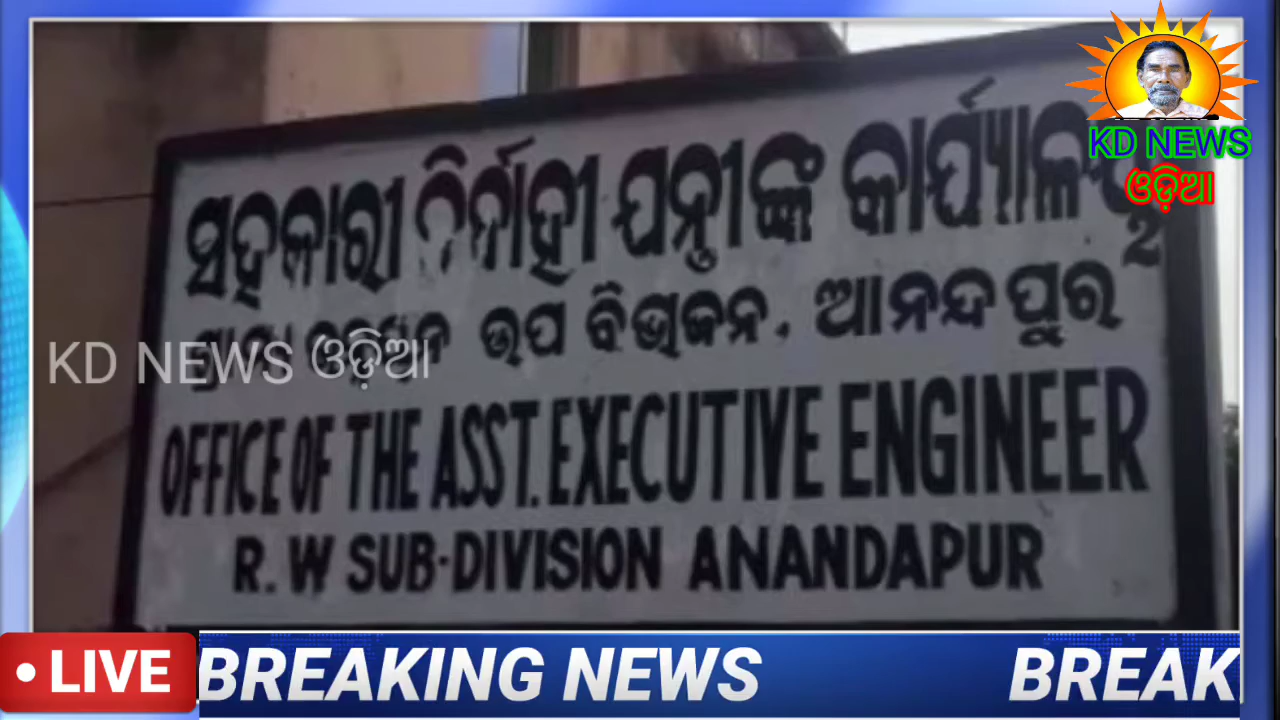 ସହକାରୀ ନିର୍ବାହୀ ଯନ୍ତ୍ରୀଙ୍କ କାର୍ଯ୍ୟାଳୟ
ଗ୍ରାମ୍ୟ ଉପ ବିଭାଜନ, ଆନନ୍ଦପୁର
OFFICE OF THE ASST. EXECUTIVE ENGINEER
R. W SUB-DIVISION ANANDAPUR
KD NEWS
ଓଡ଼ିଆ
KD NEWS ଓଡ଼ିଆ
• LIVE
BREAKING NEWS BREAK